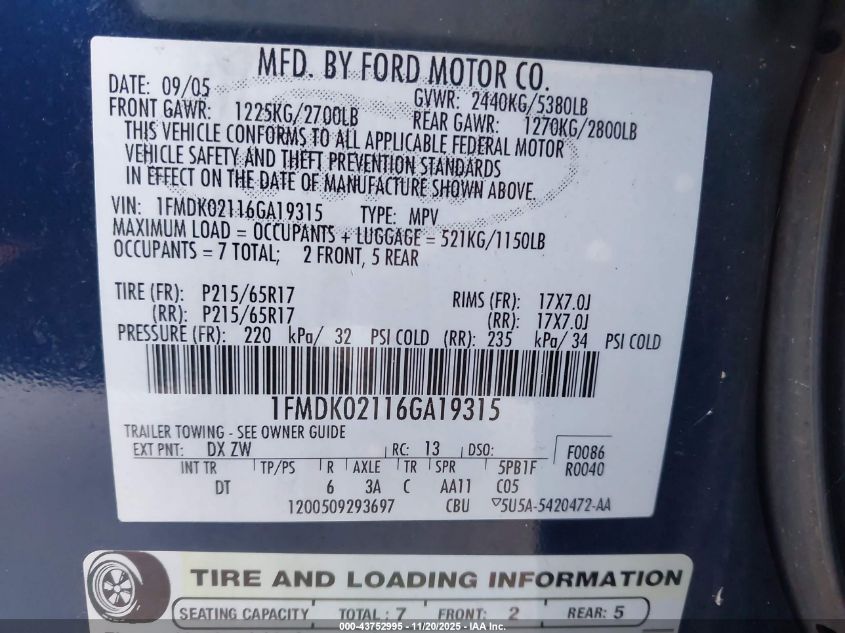 MFD. BY FORD MOTOR CO.
DATE: 09/05 GVWR: 2440KG/5380LB
FRONT GAWR: 1225KG/2700LB REAR GAWR: 1270KG/2800LB
THIS VEHICLE CONFORMS TO ALL APPLICABLE FEDERAL MOTOR
VEHICLE SAFETY AND THEFT PREVENTION STANDARDS
IN EFFECT ON THE DATE OF MANUFACTURE SHOWN ABOVE.
VIN: 1FMDK02116GA19315 TYPE: MPV
MAXIMUM LOAD = OCCUPANTS + LUGGAGE = 521KG/1150LB
OCCUPANTS = 7 TOTAL; 2 FRONT, 5 REAR
TIRE (FR): P215/65R17 RIMS (FR): 17X7.0J
(RR): P215/65R17 (RR): 17X7.0J
PRESSURE (FR): 220 kPa/ 32 PSI COLD (RR): 235 kPa/ 34 PSI COLD
1FMDK02116GA19315
TRAILER TOWING - SEE OWNER GUIDE
EXT PNT: DX ZW RC: 13 DSO: F0086
INT TR TP/PS R AXLE TR SPR 5PB1F R0040
DT 6 3A C AA11 C05
1200509293697 CBU ▽5U5A-5420472-AA
TIRE AND LOADING INFORMATION
SEATING CAPACITY TOTAL: 7 FRONT: 2 REAR: 5
000-43752995 - 11/20/2025 - IAA Inc.